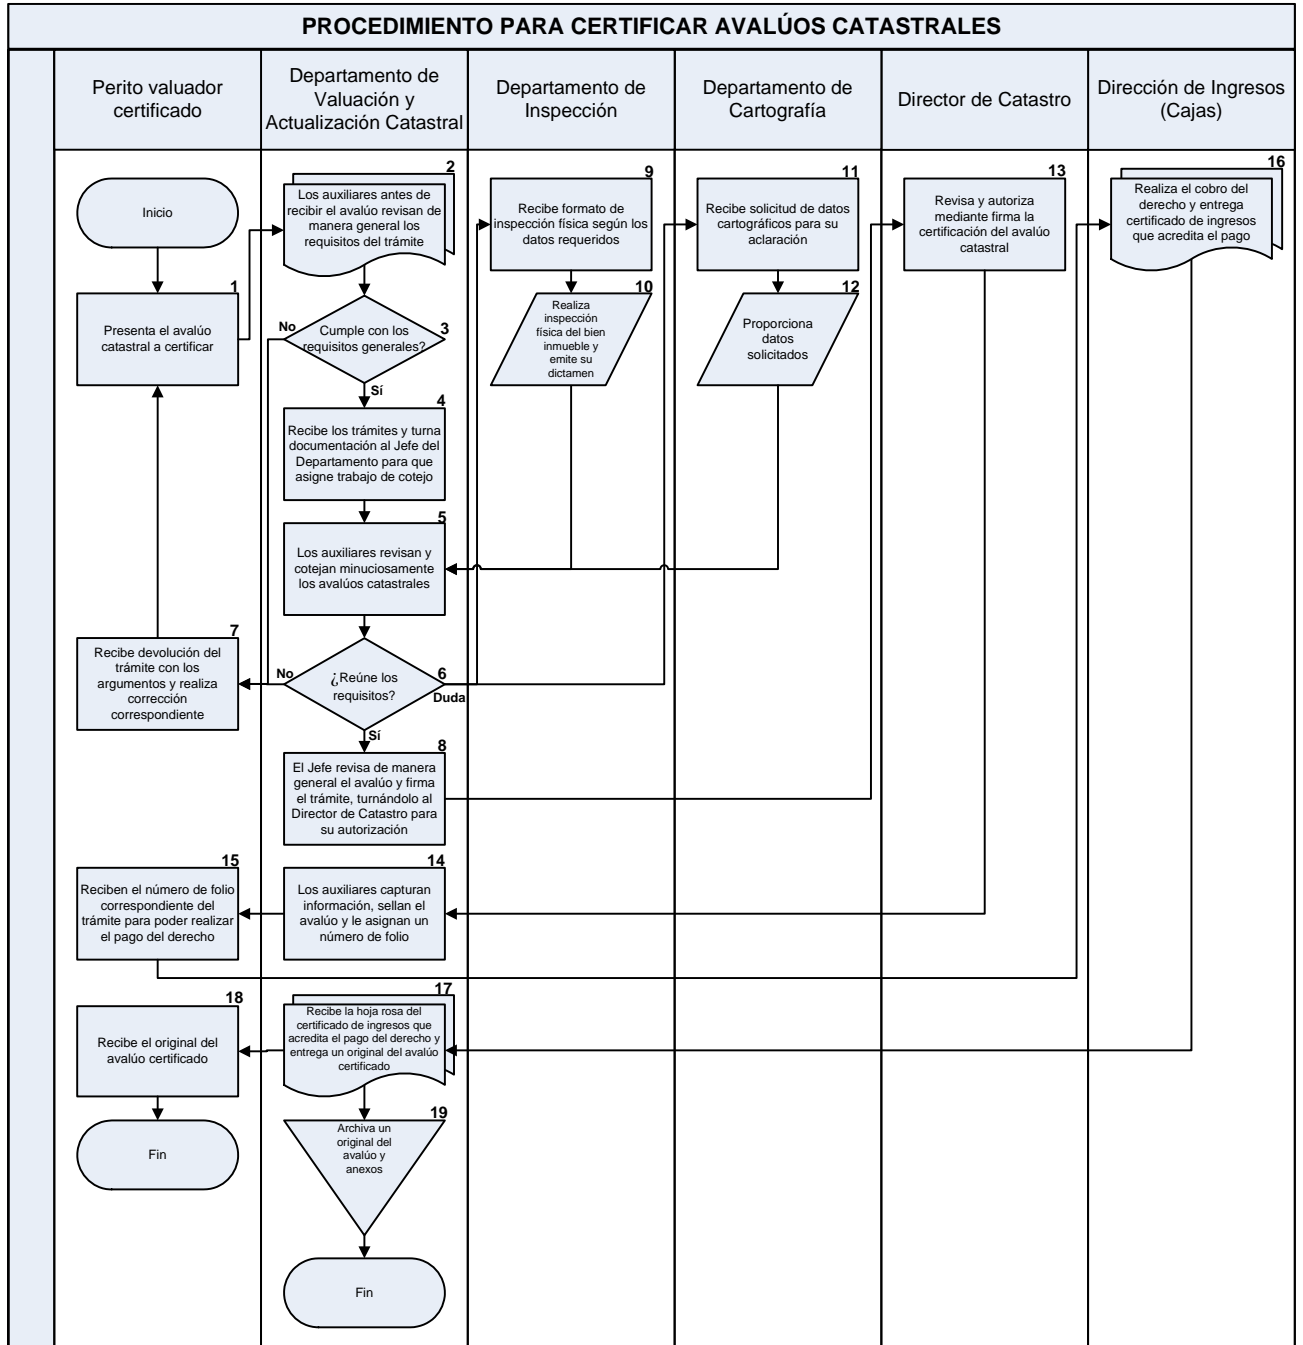 PROCEDIMIENTO PARA CERTIFICAR AVALÚOS CATASTRALES
Perito valuador
certificado
Departamento de
Valuación y
Actualización Catastral
Departamento de
Inspección
Departamento de
Cartografía
Director de Catastro
Dirección de Ingresos
(Cajas)
Inicio
1
Presenta el avalúo
catastral a certificar
2
Los auxiliares antes de
recibir el avalúo revisan de
manera general los
requisitos del trámite
No
3
Cumple con los
requisitos generales?
Sí
4
Recibe los trámites y turna
documentación al Jefe del
Departamento para que
asigne trabajo de cotejo
5
Los auxiliares revisan y
cotejan minuciosamente
los avalúos catastrales
No
6
¿Reúne los
requisitos?
Duda
Sí
7
Recibe devolución del
trámite con los
argumentos y realiza
corrección
correspondiente
8
El Jefe revisa de manera
general el avalúo y firma
el trámite, turnándolo al
Director de Catastro para
su autorización
9
Recibe formato de
inspección física según los
datos requeridos
10
Realiza
inspección
física del bien
inmueble y
emite su
dictamen
11
Recibe solicitud de datos
cartográficos para su
aclaración
12
Proporciona
datos
solicitados
13
Revisa y autoriza
mediante firma la
certificación del avalúo
catastral
14
Los auxiliares capturan
información, sellan el
avalúo y le asignan un
número de folio
15
Reciben el número de folio
correspondiente del
trámite para poder realizar
el pago del derecho
16
Realiza el cobro del
derecho y entrega
certificado de ingresos
que acredita el pago
17
Recibe la hoja rosa del
certificado de ingresos que
acredita el pago del derecho y
entrega un original del avalúo
certificado
18
Recibe el original del
avalúo certificado
Fin
19
Archiva un
original del
avalúo y
anexos
Fin